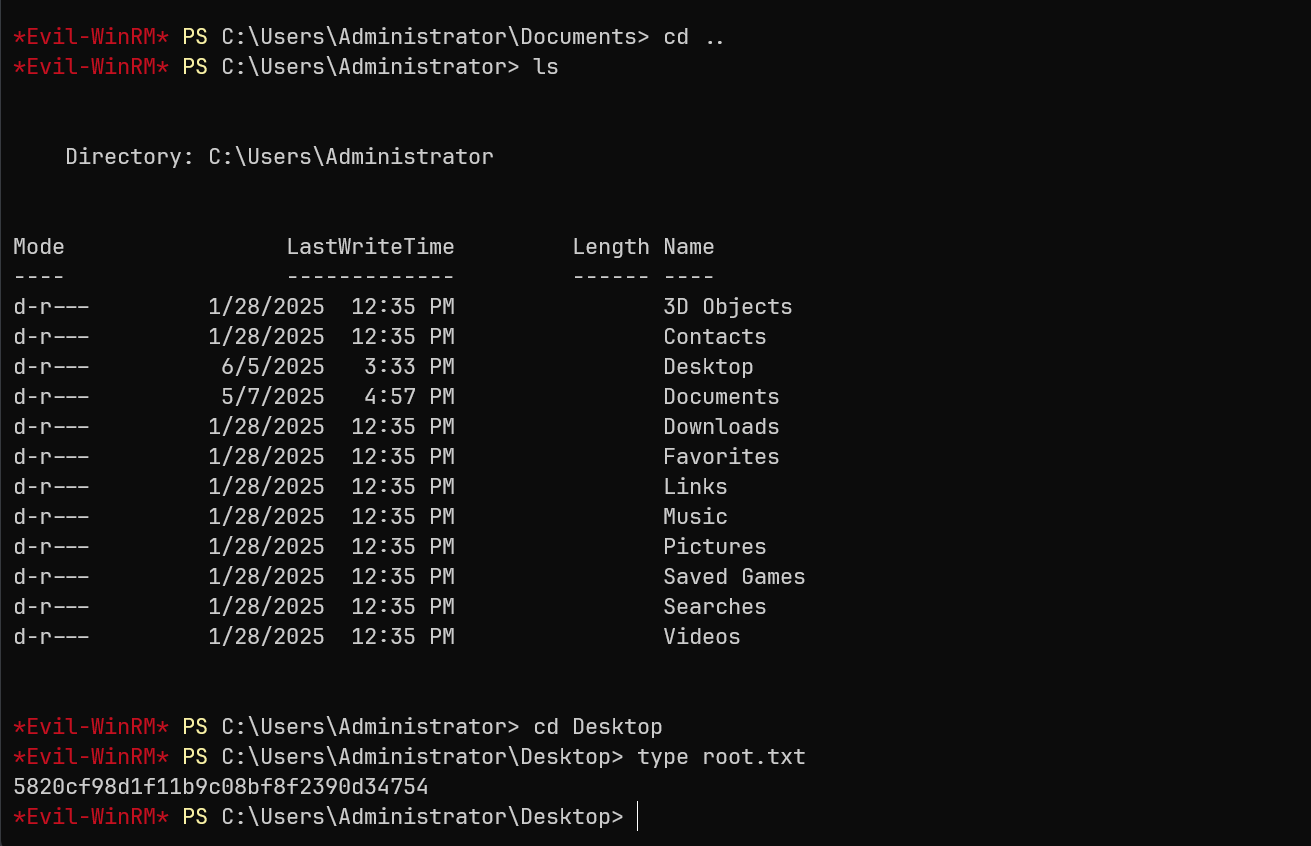 *Evil-WinRM* PS C:\Users\Administrator\Documents> cd ..
*Evil-WinRM* PS C:\Users\Administrator> ls
    Directory: C:\Users\Administrator
Mode                 LastWriteTime         Length Name
----                 -------------         ------ ----
d-r---         1/28/2025  12:35 PM                3D Objects
d-r---         1/28/2025  12:35 PM                Contacts
d-r---          6/5/2025   3:33 PM                Desktop
d-r---          5/7/2025   4:57 PM                Documents
d-r---         1/28/2025  12:35 PM                Downloads
d-r---         1/28/2025  12:35 PM                Favorites
d-r---         1/28/2025  12:35 PM                Links
d-r---         1/28/2025  12:35 PM                Music
d-r---         1/28/2025  12:35 PM                Pictures
d-r---         1/28/2025  12:35 PM                Saved Games
d-r---         1/28/2025  12:35 PM                Searches
d-r---         1/28/2025  12:35 PM                Videos
*Evil-WinRM* PS C:\Users\Administrator> cd Desktop
*Evil-WinRM* PS C:\Users\Administrator\Desktop> type root.txt
5820cf98d1f11b9c08bf8f2390d34754
*Evil-WinRM* PS C:\Users\Administrator\Desktop>